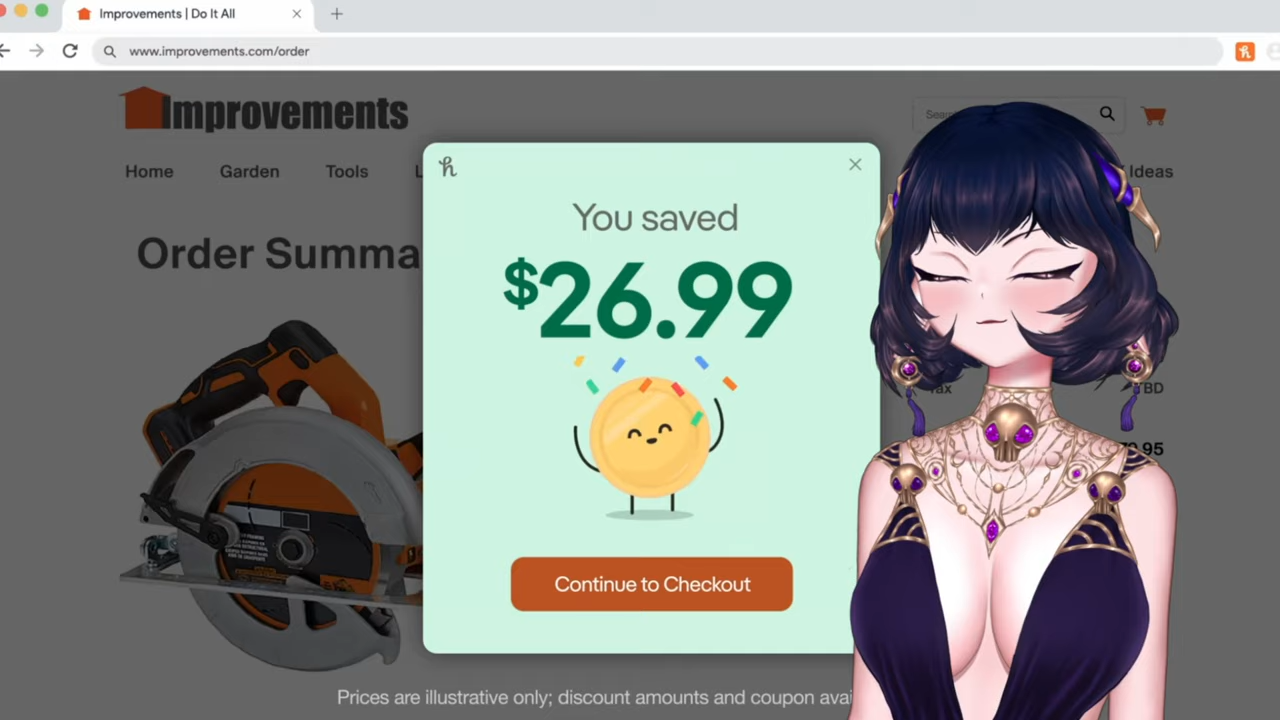 Improvements | Do It All
www.improvements.com/order
Improvements
Home
Garden
Tools
Ideas
h
You saved
$26.99
Order Summa
Continue to Checkout
Prices are illustrative only; discount amounts and coupon